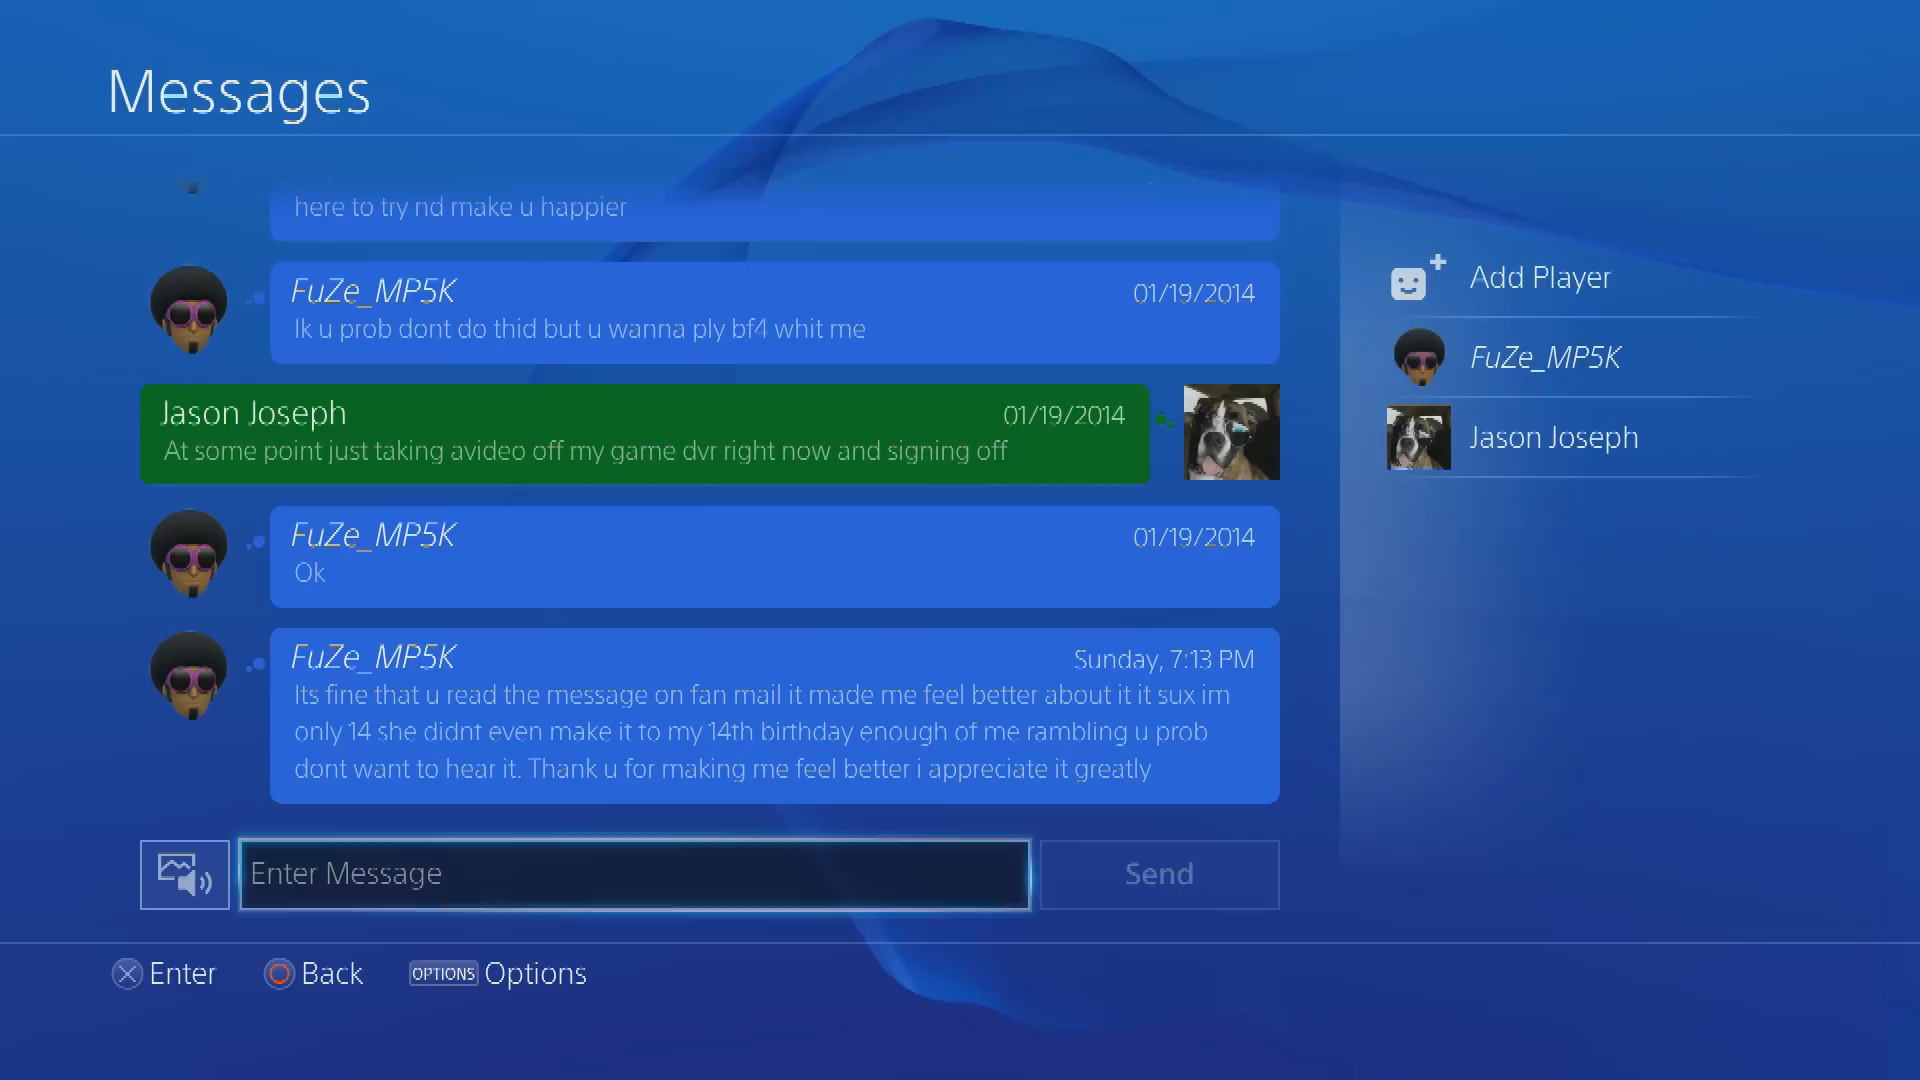 Messages
here to try nd make u happier
FuZe_MP5K 01/19/2014
Ik u prob dont do thid but u wanna ply bf4 whit me
Jason Joseph 01/19/2014
At some point just taking avideo off my game dvr right now and signing off
FuZe_MP5K 01/19/2014
Ok
FuZe_MP5K Sunday, 7:13 PM
Its fine that u read the message on fan mail it made me feel better about it it sux im
only 14 she didnt even make it to my 14th birthday enough of me rambling u prob
dont want to hear it. Thank u for making me feel better i appreciate it greatly
Enter Message
Send
Add Player
FuZe_MP5K
Jason Joseph
Enter Back OPTIONS Options